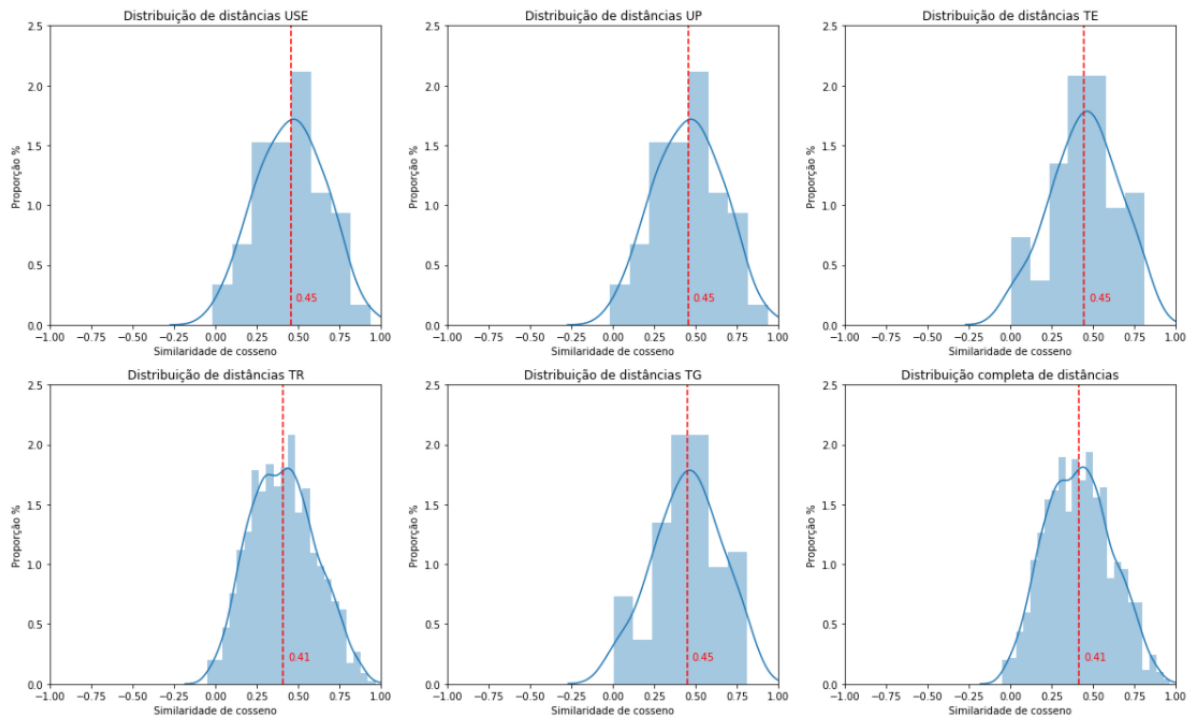 Distribuição de distâncias USE
2.5
2.0
1.5
1.0
0.5
0.0
Proporção %
0.45
−1.00 −0.75 −0.50 −0.25 0.00 0.25 0.50 0.75 1.00
Similaridade de cosseno
Distribuição de distâncias UP
2.5
2.0
1.5
1.0
0.5
0.0
Proporção %
0.45
−1.00 −0.75 −0.50 −0.25 0.00 0.25 0.50 0.75 1.00
Similaridade de cosseno
Distribuição de distâncias TE
2.5
2.0
1.5
1.0
0.5
0.0
Proporção %
0.45
−1.00 −0.75 −0.50 −0.25 0.00 0.25 0.50 0.75 1.00
Similaridade de cosseno
Distribuição de distâncias TR
2.5
2.0
1.5
1.0
0.5
0.0
Proporção %
0.41
−1.00 −0.75 −0.50 −0.25 0.00 0.25 0.50 0.75 1.00
Similaridade de cosseno
Distribuição de distâncias TG
2.5
2.0
1.5
1.0
0.5
0.0
Proporção %
0.45
−1.00 −0.75 −0.50 −0.25 0.00 0.25 0.50 0.75 1.00
Similaridade de cosseno
Distribuição completa de distâncias
2.5
2.0
1.5
1.0
0.5
0.0
Proporção %
0.41
−1.00 −0.75 −0.50 −0.25 0.00 0.25 0.50 0.75 1.00
Similaridade de cosseno